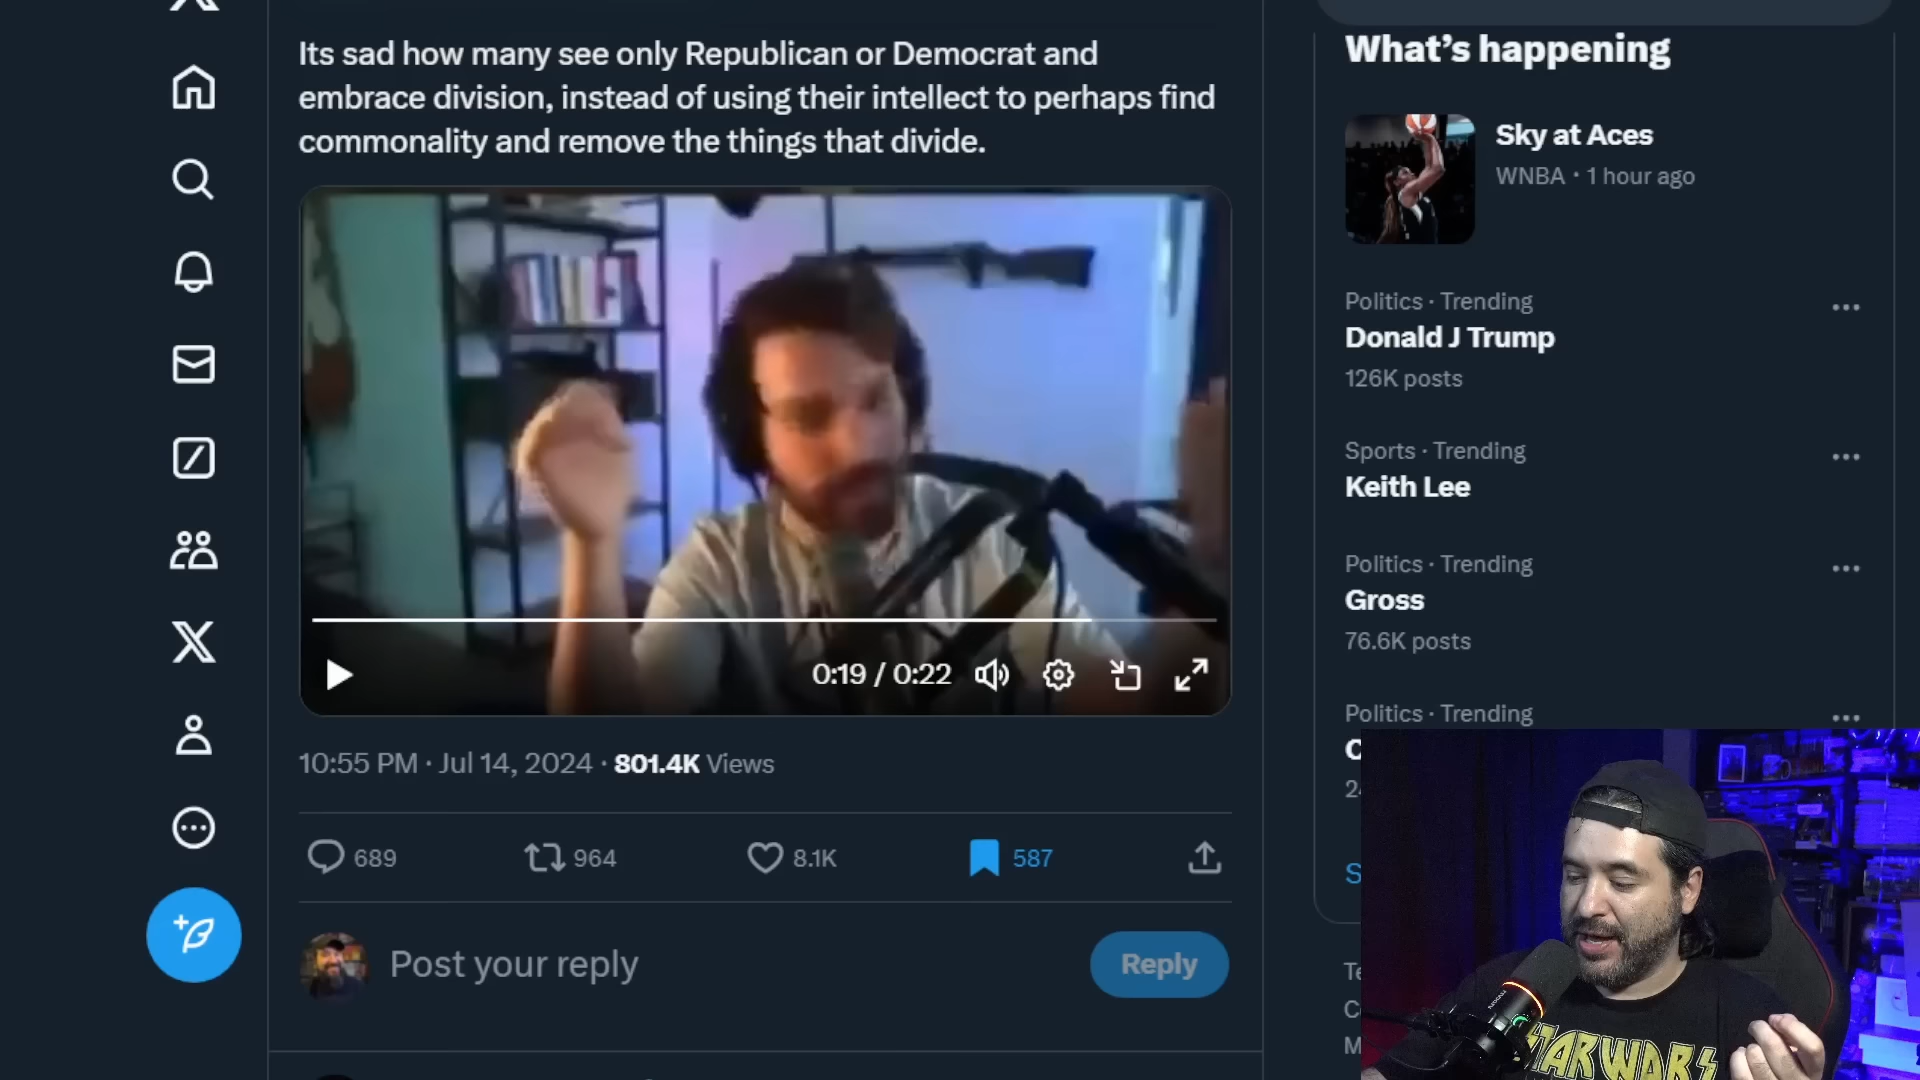 Its sad how many see only Republican or Democrat and
embrace division, instead of using their intellect to perhaps find
commonality and remove the things that divide.
0:19 / 0:22
10:55 PM · Jul 14, 2024 · 801.4K Views
689
964
8.1K
587
Post your reply
Reply
What's happening
Sky at Aces
WNBA · 1 hour ago
Politics · Trending
Donald J Trump
126K posts
Sports · Trending
Keith Lee
Politics · Trending
Gross
76.6K posts
Politics · Trending
STAR WARS